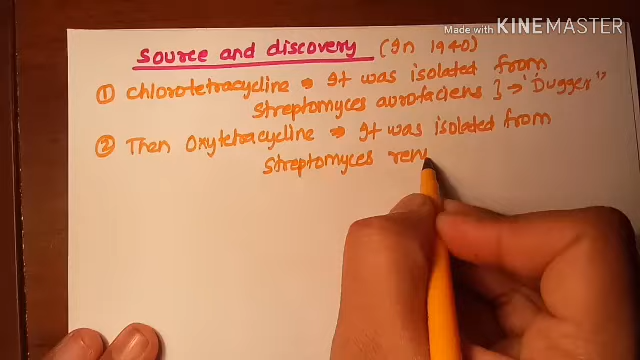 Made with KINEMASTER
Source and discovery (In 1940)
① Chlorotetracycline → It was isolated from
Streptomyces aurofaciens } → 'Dugger''
② Then Oxytetracycline → It was isolated from
Streptomyces